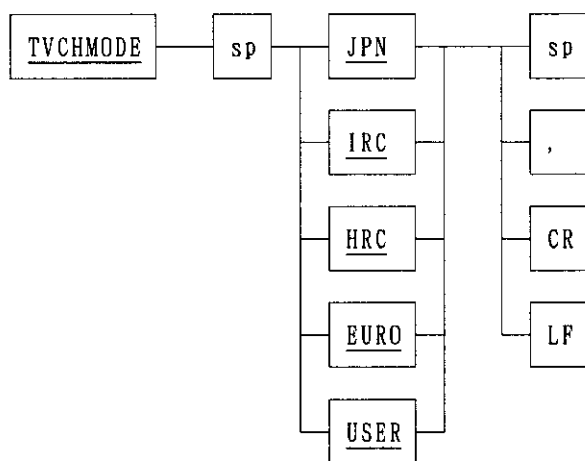 TVCHMODE sp JPN sp
IRC ,
HRC CR
EURO LF
USER